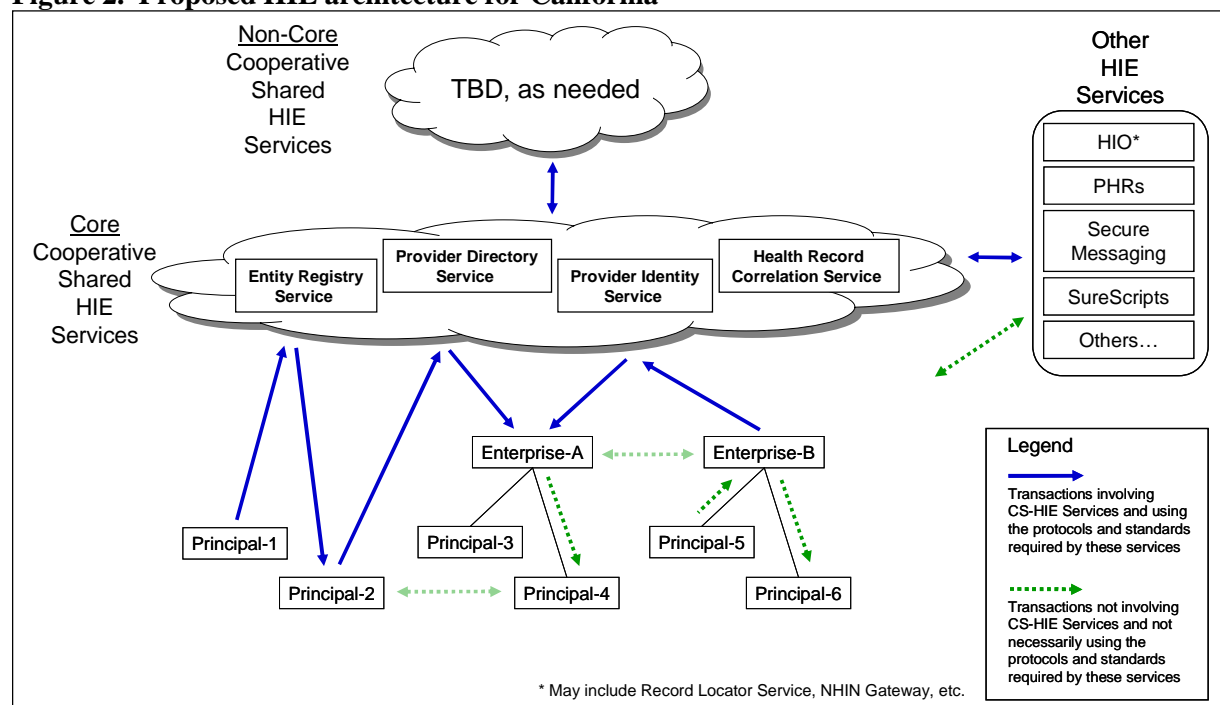 Figure 2. Proposed HIE architecture for California
Non-Core
Cooperative
Shared
HIE
Services
TBD, as needed
Other
HIE
Services
HIO*
PHRs
Secure
Messaging
SureScripts
Others…
Core
Cooperative
Shared
HIE
Services
Entity Registry
Service
Provider Directory
Service
Provider Identity
Service
Health Record
Correlation Service
Enterprise-A
Enterprise-B
Principal-1
Principal-3
Principal-5
Principal-2
Principal-4
Principal-6
Legend
Transactions involving
CS-HIE Services and using
the protocols and standards
required by these services
Transactions not involving
CS-HIE Services and not
necessarily using the
protocols and standards
required by these services
* May include Record Locator Service, NHIN Gateway, etc.